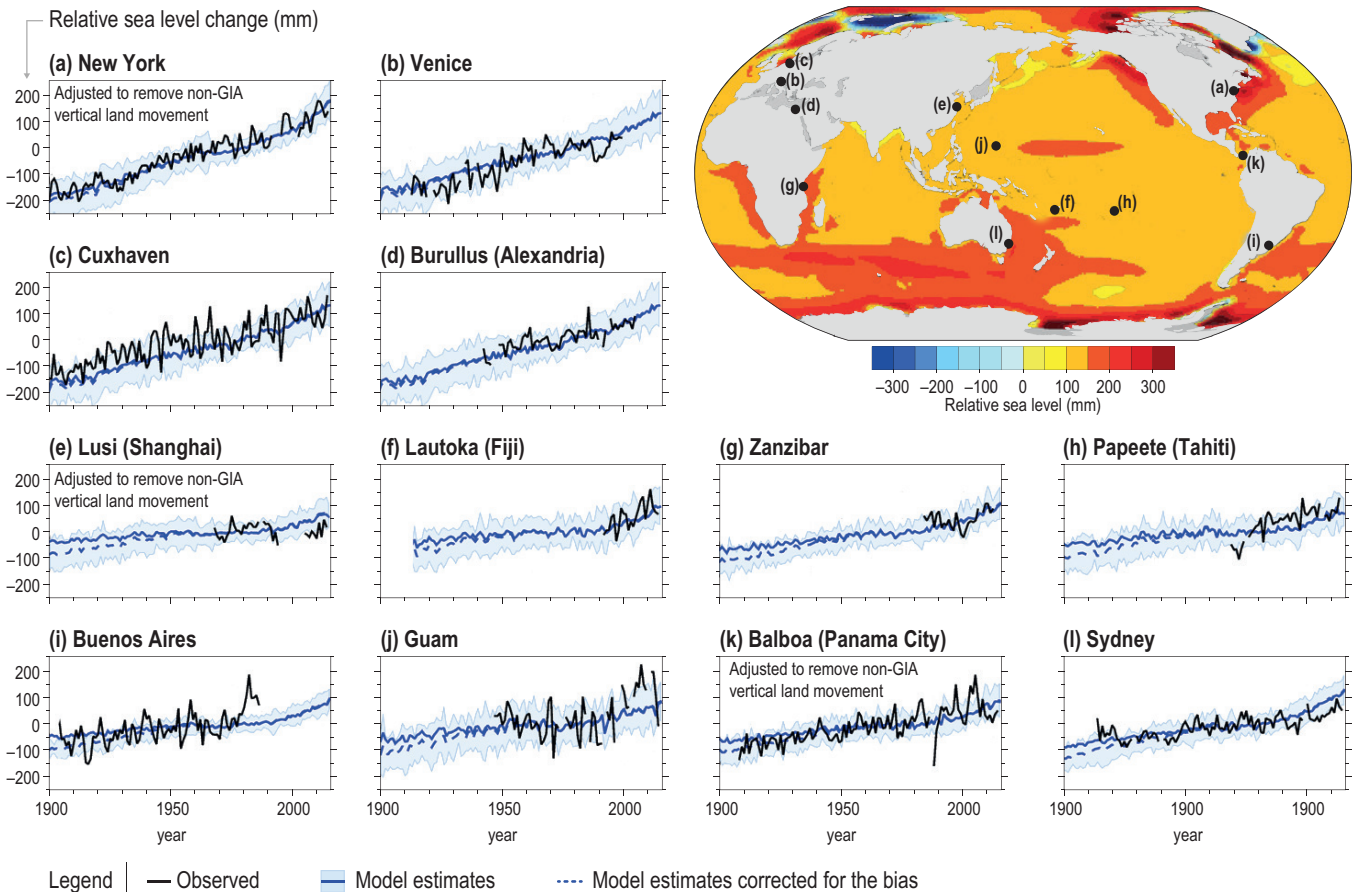 Relative sea level change (mm)
(a) New York
Adjusted to remove non-GIA
vertical land movement
200
100
0
–100
–200
(b) Venice
(c) Cuxhaven
200
100
0
–100
–200
(d) Burullus (Alexandria)
(c)
(b)
(d)
(e)
(a)
(j)
(k)
(g)
(f)
(h)
(l)
(i)
–300 –200 –100 0 100 200 300
Relative sea level (mm)
(e) Lusi (Shanghai)
Adjusted to remove non-GIA
vertical land movement
200
100
0
–100
–200
(f) Lautoka (Fiji)
(g) Zanzibar
(h) Papeete (Tahiti)
(i) Buenos Aires
200
100
0
–100
–200
1900 1950 2000
year
(j) Guam
1900 1950 2000
year
(k) Balboa (Panama City)
Adjusted to remove non-GIA
vertical land movement
1900 1950 2000
year
(l) Sydney
1900 1900 1900
year
Legend Observed Model estimates Model estimates corrected for the bias